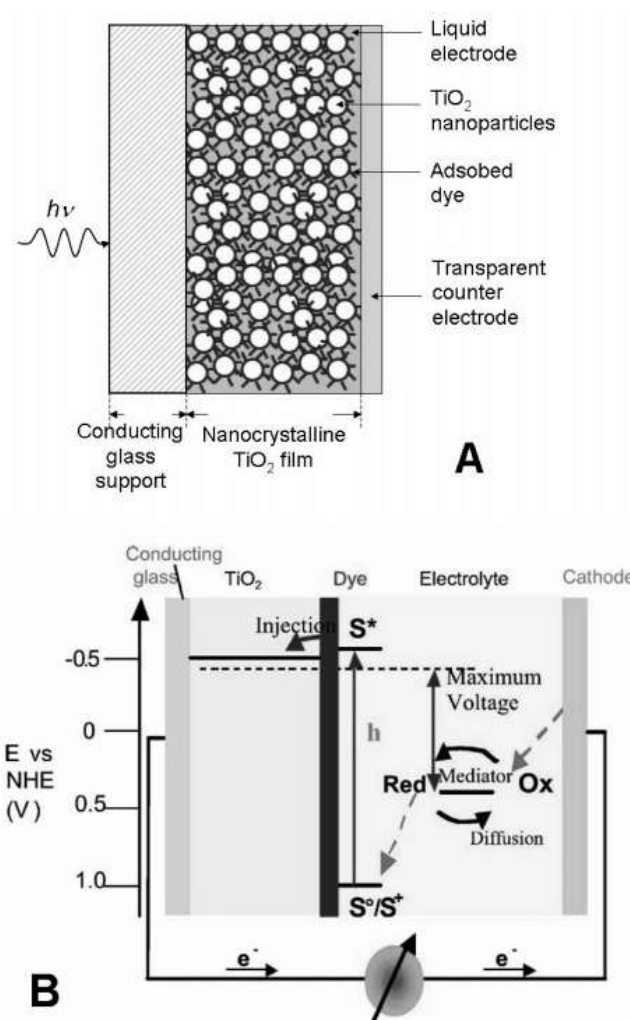 Liquid
electrode
TiO₂
nanoparticles
Adsobed
dye
hν
Transparent
counter
electrode
Conducting
glass
support
Nanocrystalline
TiO₂ film
A
Conducting
glass
TiO₂
Dye
Electrolyte
Cathode
Injection
S*
-0.5
Maximum
Voltage
0
h
E vs
NHE
(V)
Red
Mediator
Ox
0.5
Diffusion
1.0
S°/S⁺
e⁻
e⁻
B